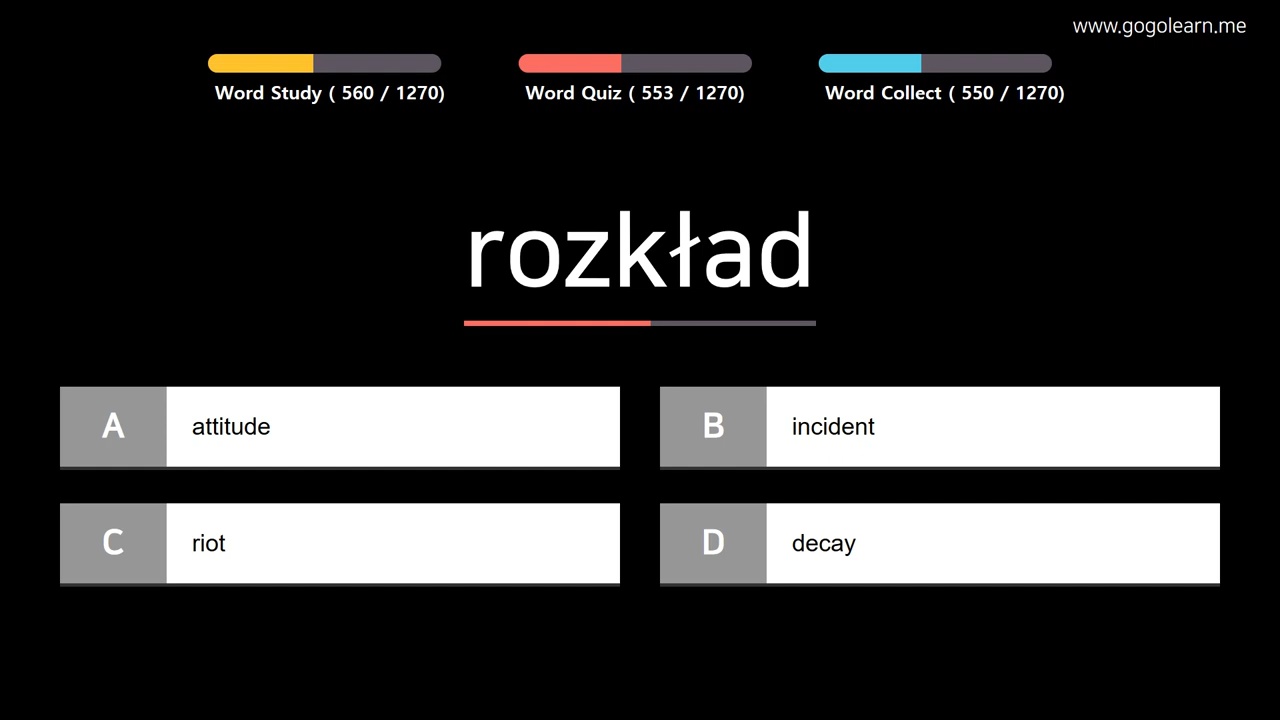 www.gogolearn.me
Word Study ( 560 / 1270)
Word Quiz ( 553 / 1270)
Word Collect ( 550 / 1270)
rozkład
A attitude
B incident
C riot
D decay